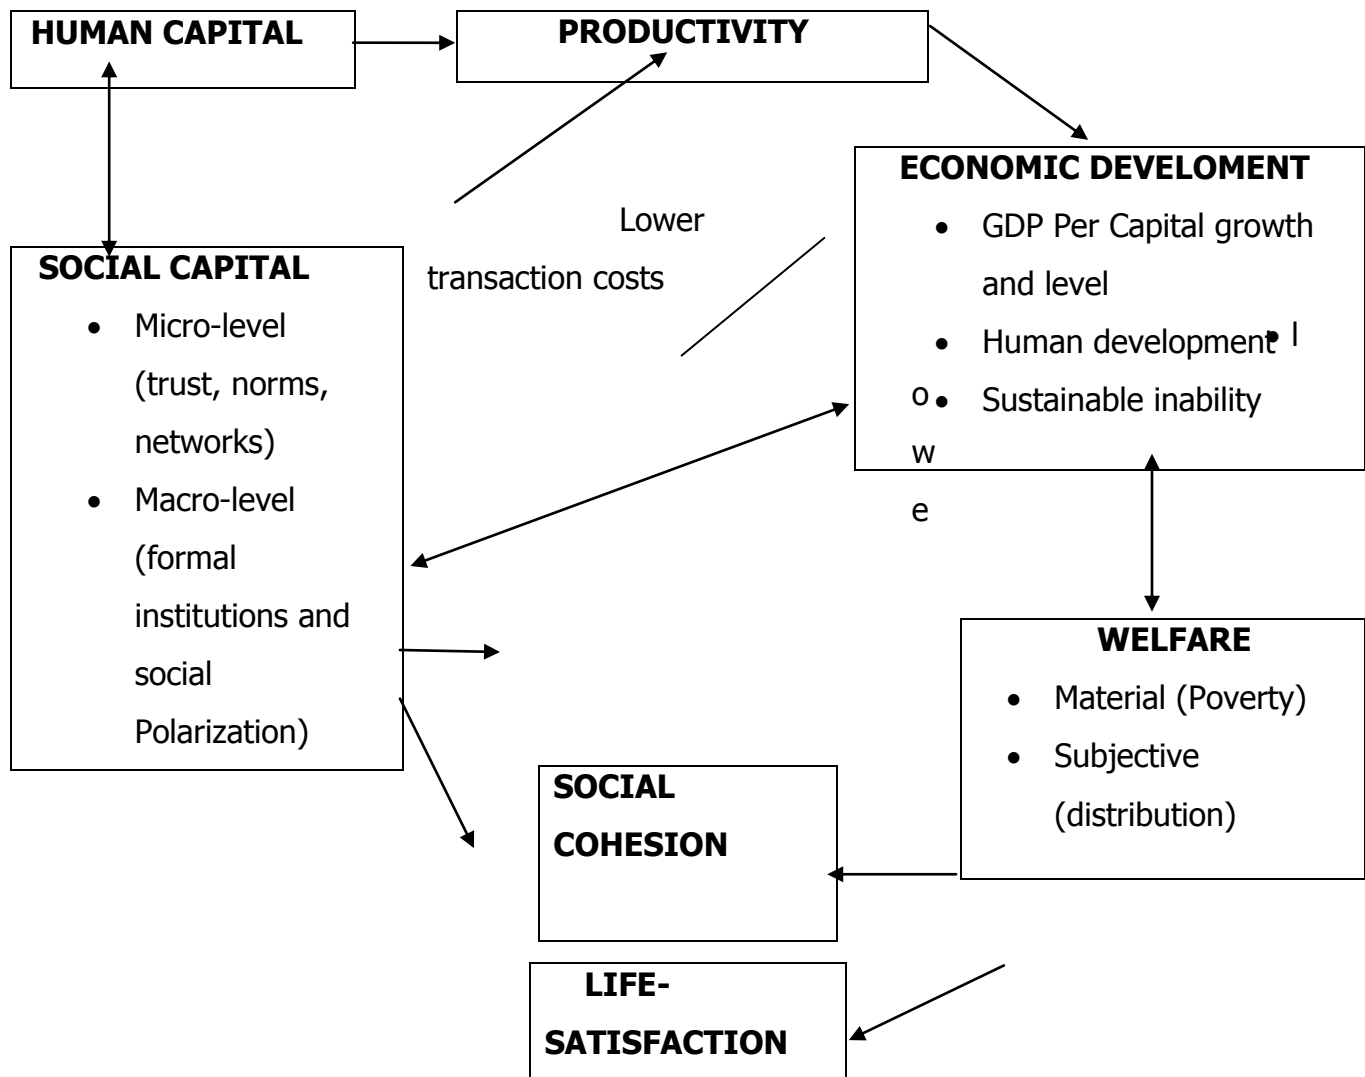 HUMAN CAPITAL
PRODUCTIVITY
ECONOMIC DEVELOMENT
• GDP Per Capital growth
and level
• Human development
• Sustainable inability
• l
o
w
e
Lower
transaction costs
SOCIAL CAPITAL
• Micro-level
(trust, norms,
networks)
• Macro-level
(formal
institutions and
social
Polarization)
WELFARE
• Material (Poverty)
• Subjective
(distribution)
SOCIAL
COHESION
LIFE-
SATISFACTION